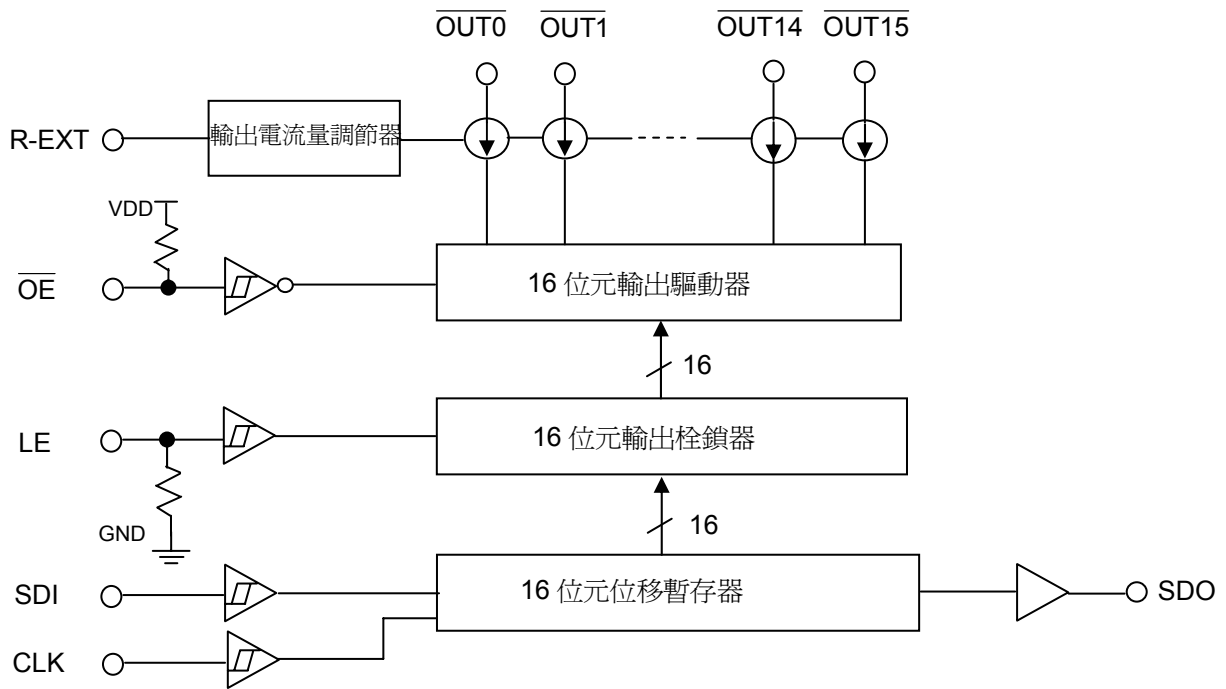 OUT0 OUT1 OUT14 OUT15
R-EXT 輸出電流量調節器
VDD
OE 16 位元輸出驅動器
16
LE 16 位元輸出栓鎖器
GND
16
SDI 16 位元位移暫存器 SDO
CLK